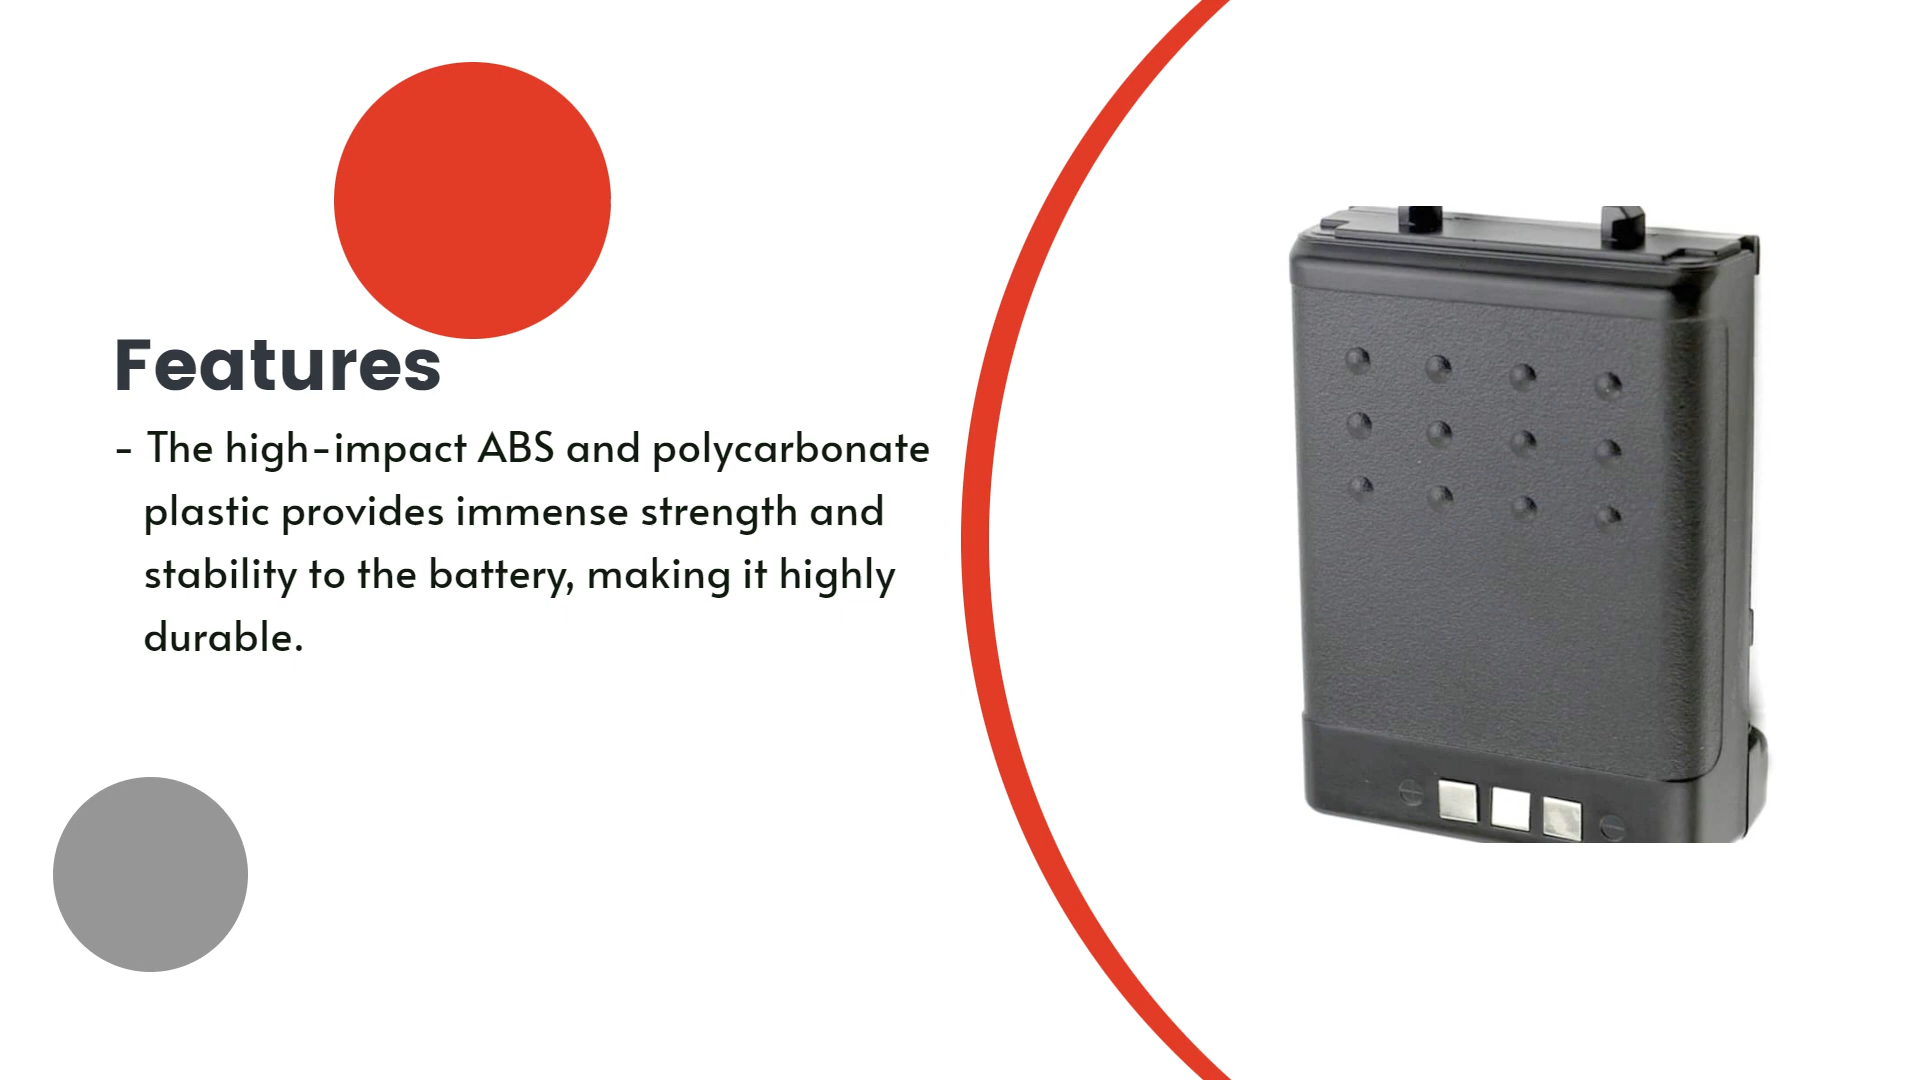 Features
- The high-impact ABS and polycarbonate
plastic provides immense strength and
stability to the battery, making it highly
durable.